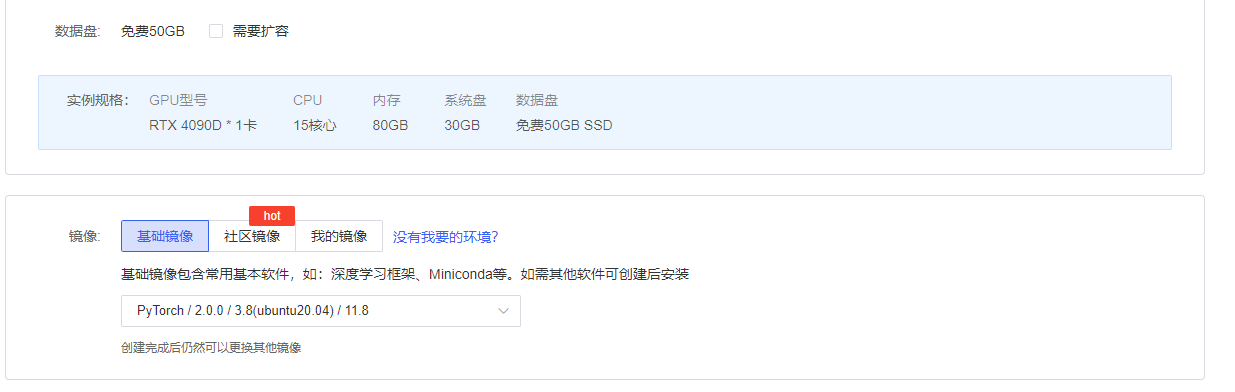 数据盘: 免费50GB 需要扩容
实例规格： GPU型号 CPU 内存 系统盘 数据盘
RTX 4090D * 1卡 15核心 80GB 30GB 免费50GB SSD
hot
镜像: 基础镜像 社区镜像 我的镜像 没有我要的环境?
基础镜像包含常用基本软件，如：深度学习框架、Miniconda等。如需其他软件可创建后安装
PyTorch / 2.0.0 / 3.8(ubuntu20.04) / 11.8
创建完成后仍然可以更换其他镜像